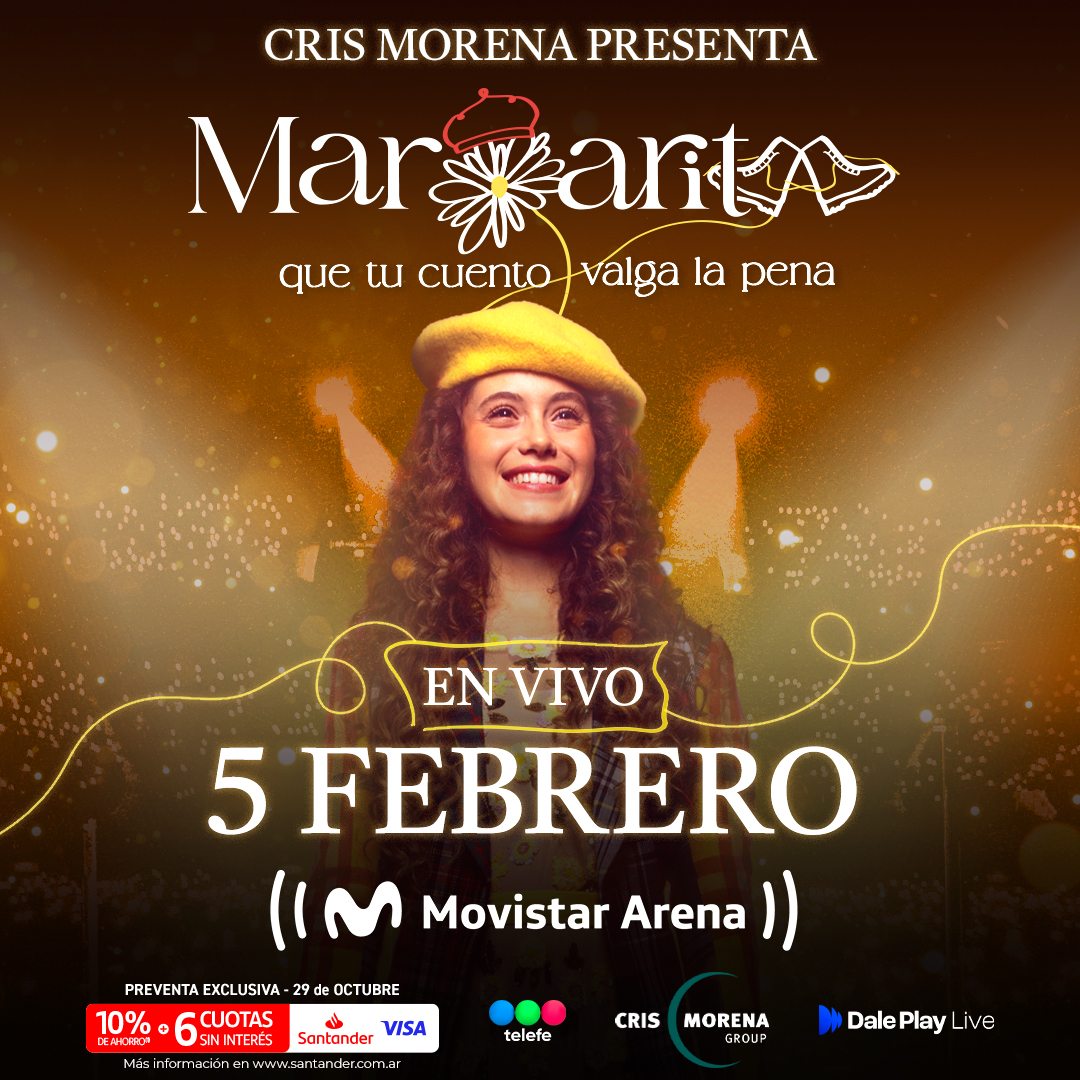 CRIS MORENA PRESENTA
Margarita
que tu cuento valga la pena
EN VIVO
5 FEBRERO
Movistar Arena
PREVENTA EXCLUSIVA - 29 de OCTUBRE
10% DE AHORRO(1) + 6 CUOTAS SIN INTERÉS Santander VISA
Más información en www.santander.com.ar
telefe
CRIS MORENA GROUP
Dale Play Live